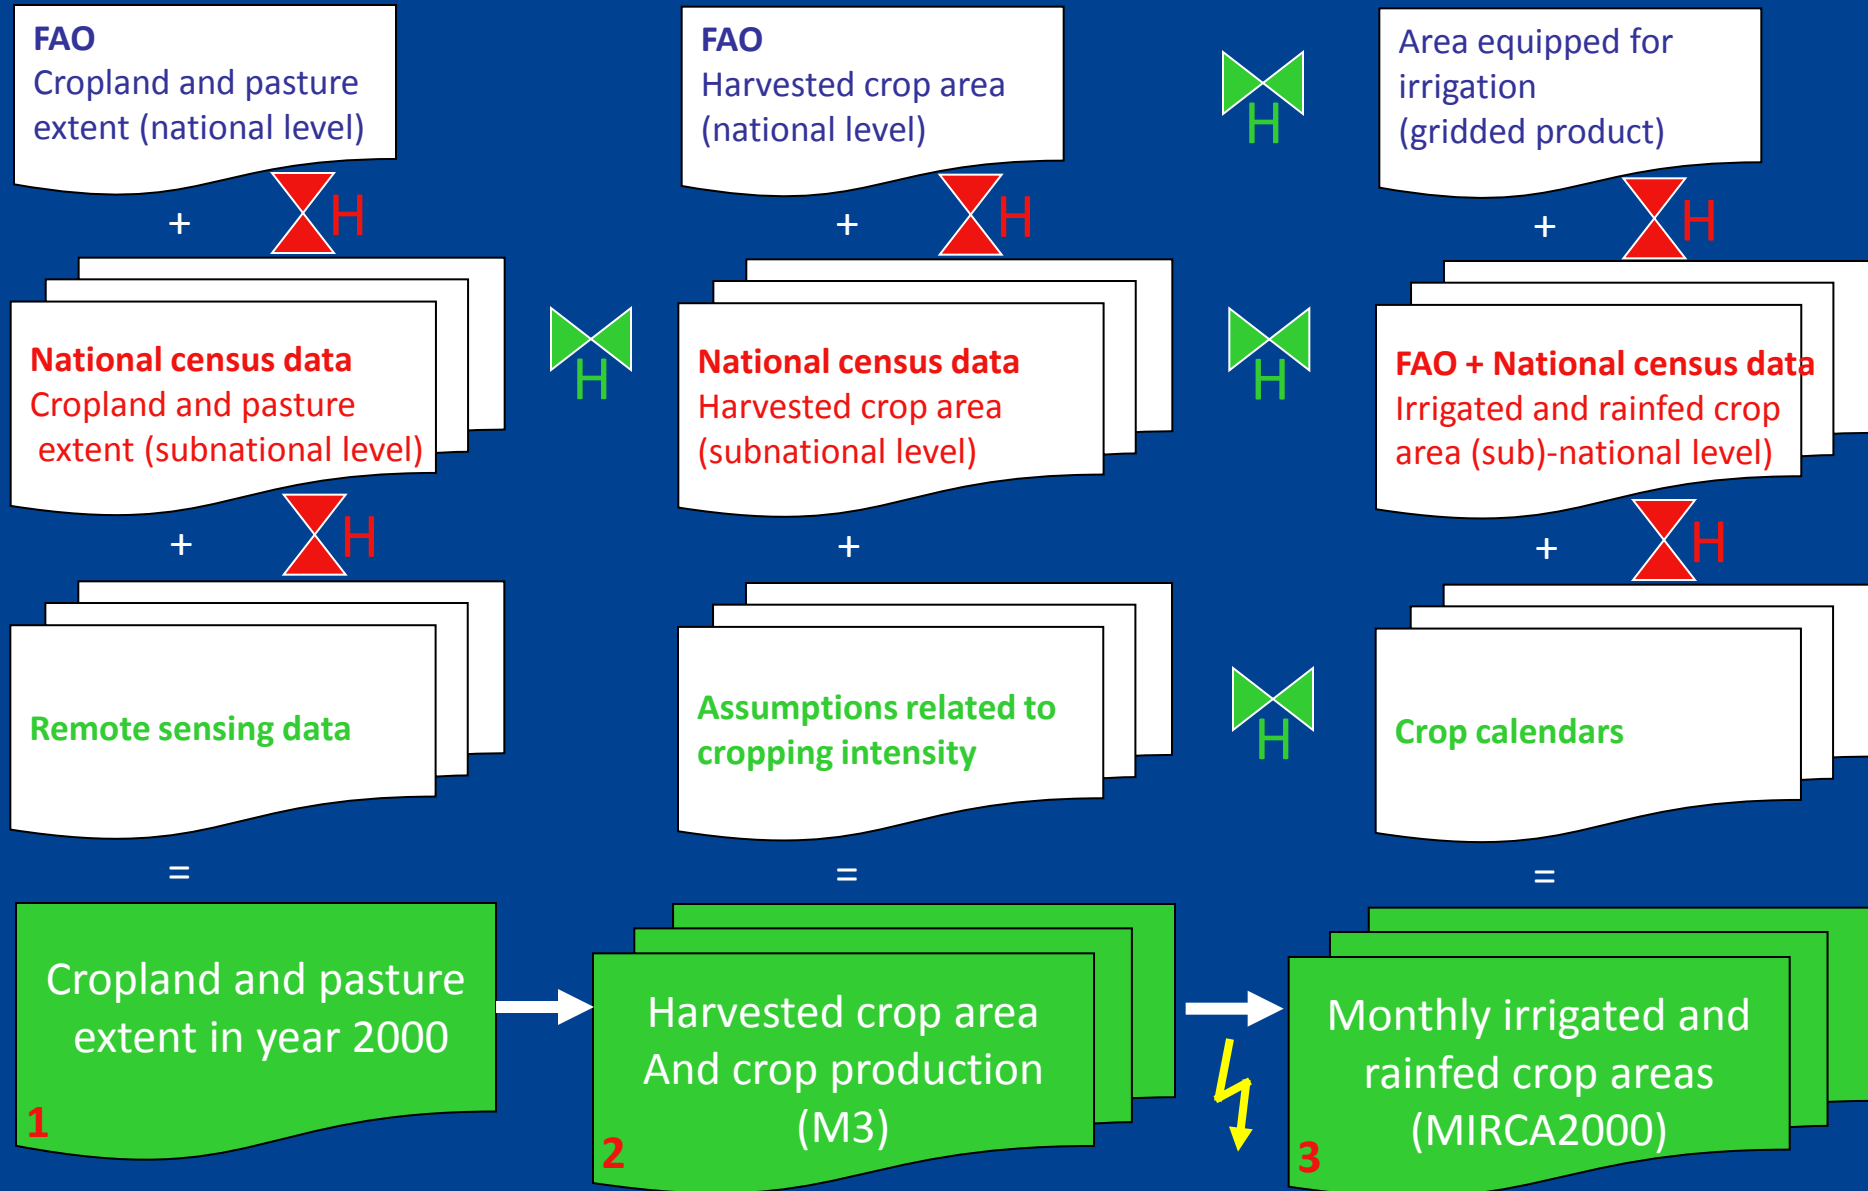 FAO
Cropland and pasture
extent (national level)
FAO
Harvested crop area
(national level)
H
Area equipped for
irrigation
(gridded product)
+
H
+
H
+
H
National census data
Cropland and pasture
extent (subnational level)
H
National census data
Harvested crop area
(subnational level)
H
FAO + National census data
Irrigated and rainfed crop
area (sub)-national level)
+
H
+
+
H
Remote sensing data
Assumptions related to
cropping intensity
H
Crop calendars
=
=
=
Cropland and pasture
extent in year 2000
1
Harvested crop area
And crop production
(M3)
2
Monthly irrigated and
rainfed crop areas
(MIRCA2000)
3